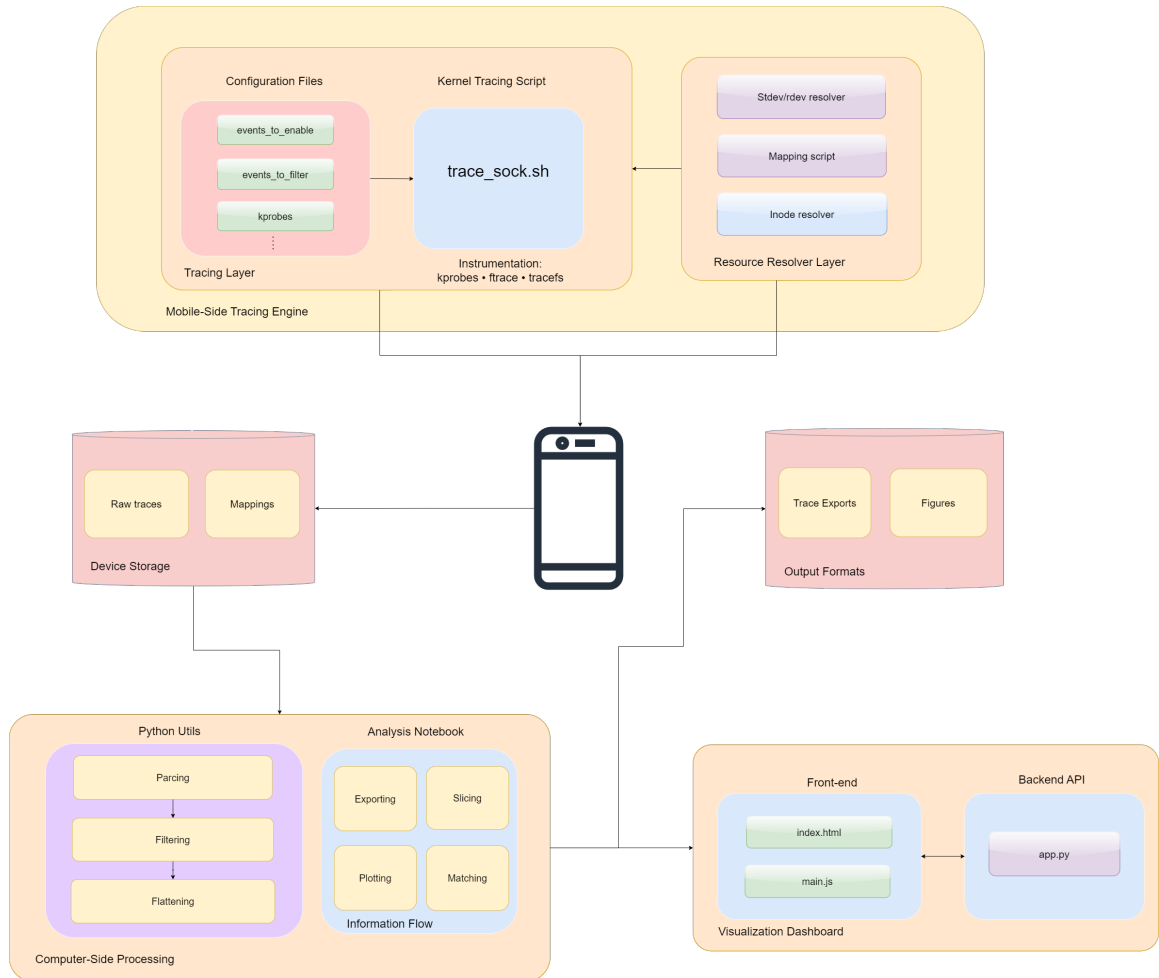 Configuration Files
Kernel Tracing Script
events_to_enable
events_to_filter
kprobes
trace_sock.sh
Instrumentation:
kprobes • ftrace • tracefs
Tracing Layer
Stdev/rdev resolver
Mapping script
Inode resolver
Resource Resolver Layer
Mobile-Side Tracing Engine
Raw traces
Mappings
Device Storage
Trace Exports
Figures
Output Formats
Python Utils
Parcing
Filtering
Flattening
Analysis Notebook
Exporting
Slicing
Plotting
Matching
Information Flow
Computer-Side Processing
Front-end
index.html
main.js
Backend API
app.py
Visualization Dashboard